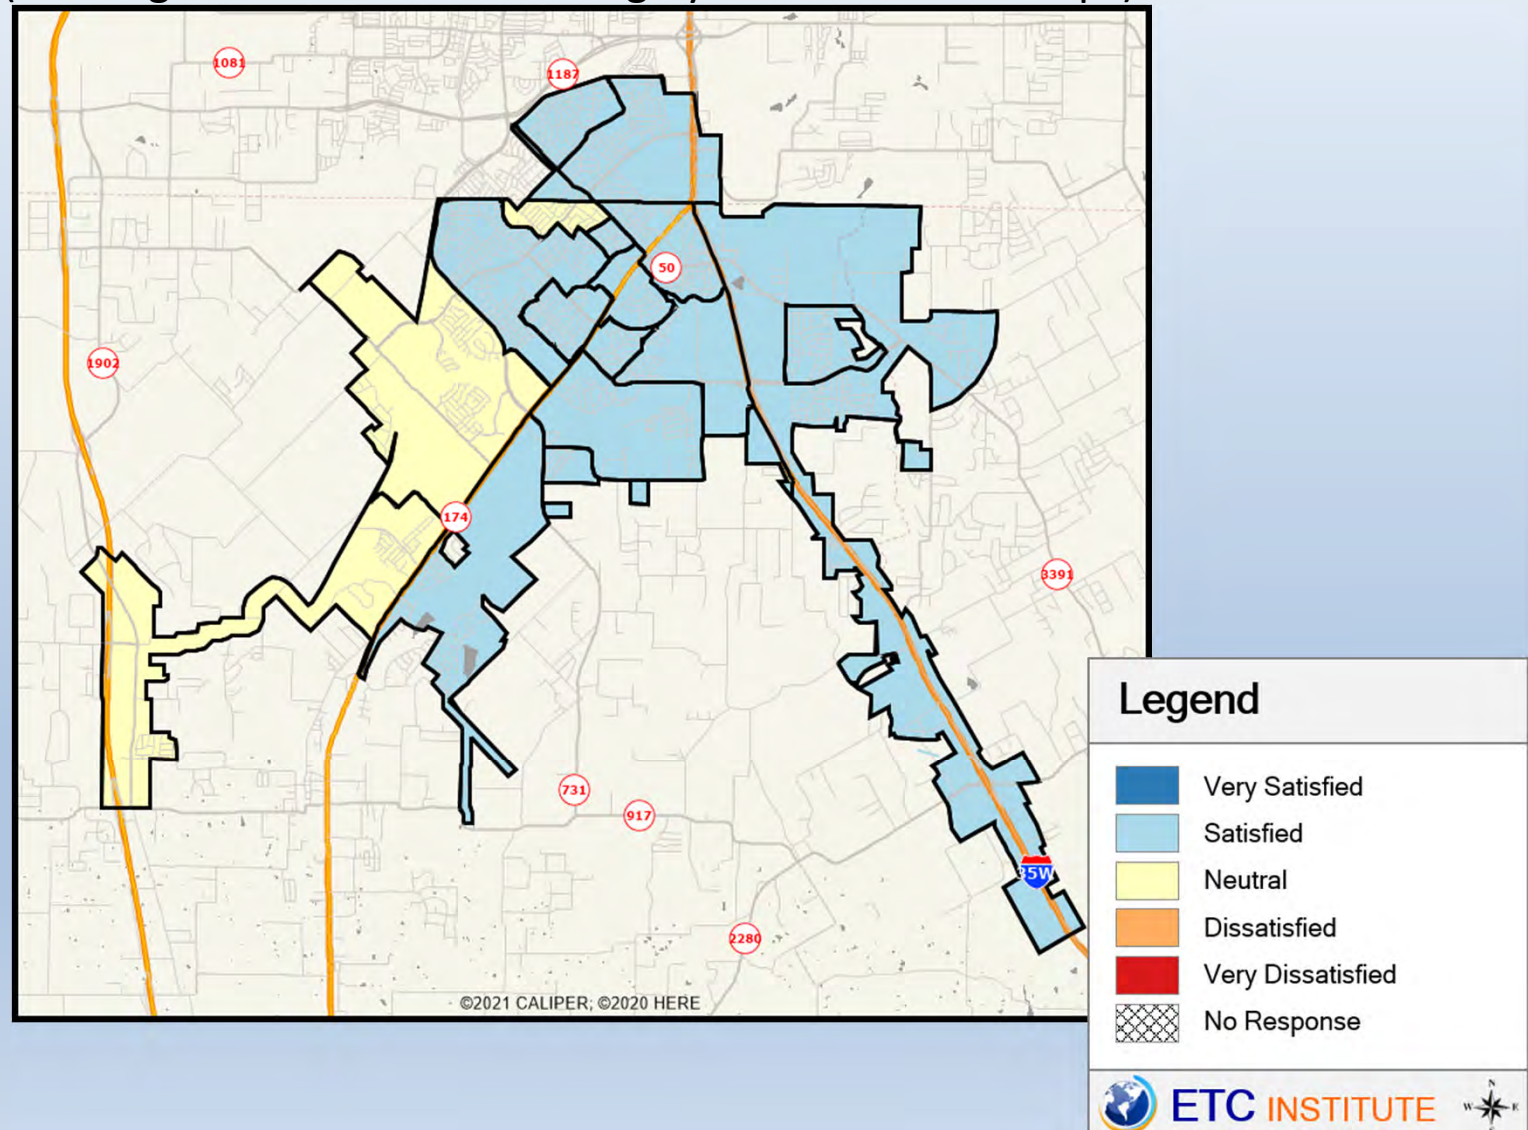 1081
1187
50
1902
174
3391
731
917
35W
2280
©2021 CALIPER; ©2020 HERE
Legend
Very Satisfied
Satisfied
Neutral
Dissatisfied
Very Dissatisfied
No Response
ETC INSTITUTE
N
W E